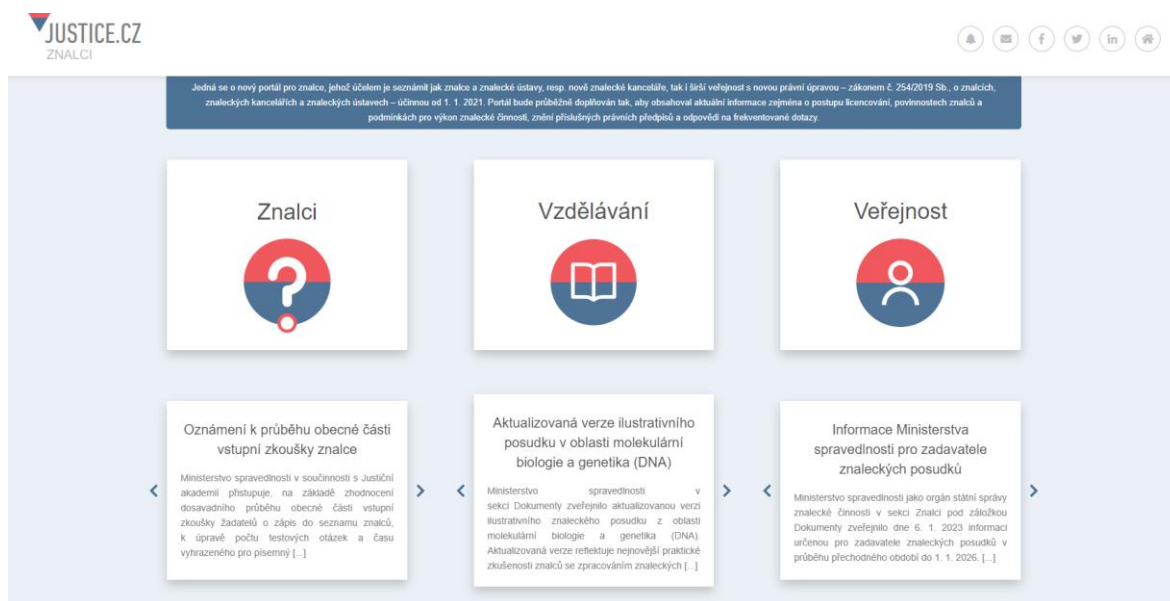 JUSTICE.CZ
ZNALCI
Jedná se o nový portál pro znalce, jehož účelem je seznámit jak znalce a znalecké ústavy, resp. nově znalecké kanceláře, tak i širší veřejnost s novou právní úpravou – zákonem č. 254/2019 Sb., o znalcích,
znaleckých kancelářích a znaleckých ústavech – účinnou od 1. 1. 2021. Portál bude průběžně doplňován tak, aby obsahoval aktuální informace zejména o postupu licencování, povinnostech znalců a
podmínkách pro výkon znalecké činnosti, znění příslušných právních předpisů a odpovědi na frekventované dotazy.
Znalci
Vzdělávání
Veřejnost
Oznámení k průběhu obecné části
vstupní zkoušky znalce
Ministerstvo spravedlnosti v součinnosti s Justiční
akademií přistupuje, na základě zhodnocení
dosavadního průběhu obecné části vstupní
zkoušky žadatelů o zápis do seznamu znalců,
k úpravě počtu testových otázek a času
vyhrazeného pro písemný [...]
Aktualizovaná verze ilustrativního
posudku v oblasti molekulární
biologie a genetika (DNA)
Ministerstvo spravedlnosti v
sekci Dokumenty zveřejnilo aktualizovanou verzi
ilustrativního znaleckého posudku z oblasti
molekulární biologie a genetika (DNA).
Aktualizovaná verze reflektuje nejnovější praktické
zkušenosti znalců se zpracováním znaleckých [...]
Informace Ministerstva
spravedlnosti pro zadavatele
znaleckých posudků
Ministerstvo spravedlnosti jako orgán státní správy
znalecké činnosti v sekci Znalci pod záložkou
Dokumenty zveřejnilo dne 6. 1. 2023 informaci
určenou pro zadavatele znaleckých posudků v
průběhu přechodného období do 1. 1. 2026. [...]